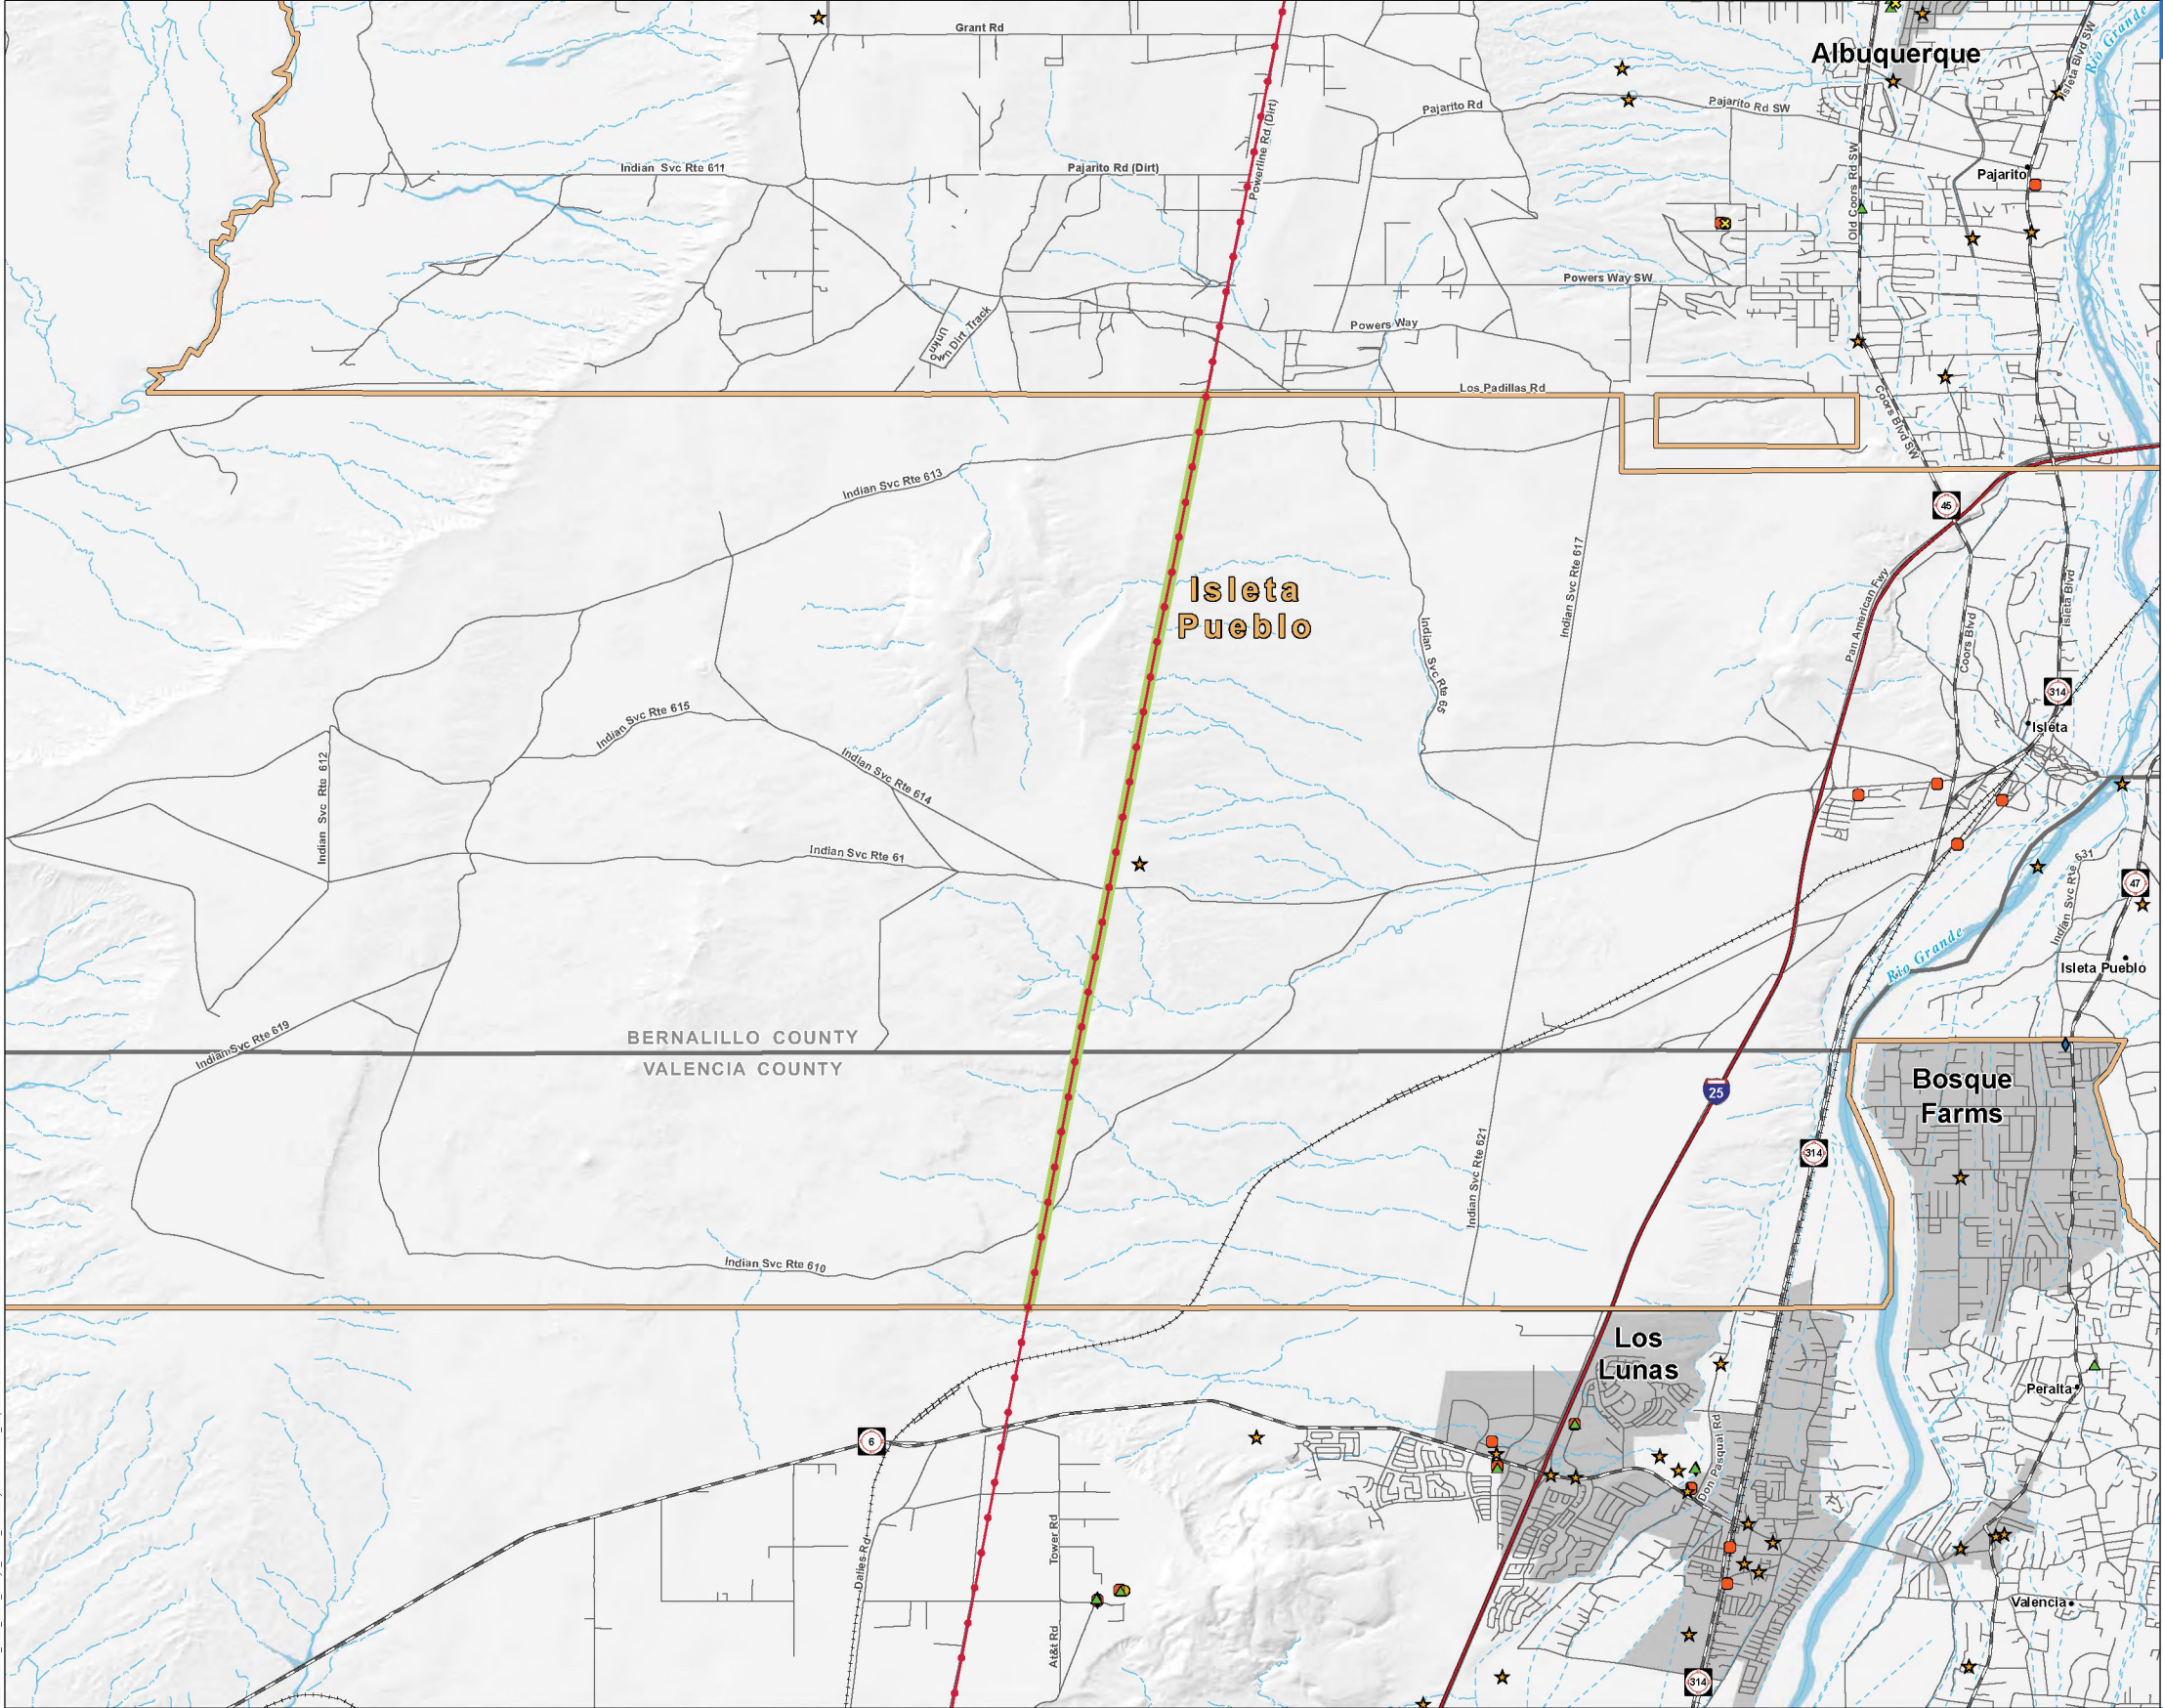 Grant Rd
Albuquerque
Isleta Blvd SW
Rio Grande
Pajarito Rd
Pajarito Rd SW
Powerline Rd (Dirt)
Indian Svc Rte 611
Pajarito Rd (Dirt)
Old Coors Rd SW
Pajarito
Powers Way SW
Unkno
wn Dirt Track
Powers Way
Los Padillas Rd
Coors Blvd SW
Indian Svc Rte 613
45
Isleta
Pueblo
Indian Svc Rte 617
Pan American Fwy
Isleta Blvd
Coors Blvd
Indian Svc Rte 65
314
Isleta
Indian Svc Rte 615
Indian Svc Rte 612
Indian Svc Rte 614
Indian Svc Rte 61
Indian Svc Rte 631
47
Rio Grande
Isleta Pueblo
Indian Svc Rte 619
BERNALILLO COUNTY
VALENCIA COUNTY
25
Bosque
Farms
314
Indian Svc Rte 621
Indian Svc Rte 610
Los
Lunas
Peralta
6
Don Pasqual Rd
Dalies Rd
Tower Rd
Valencia
At&t Rd
314